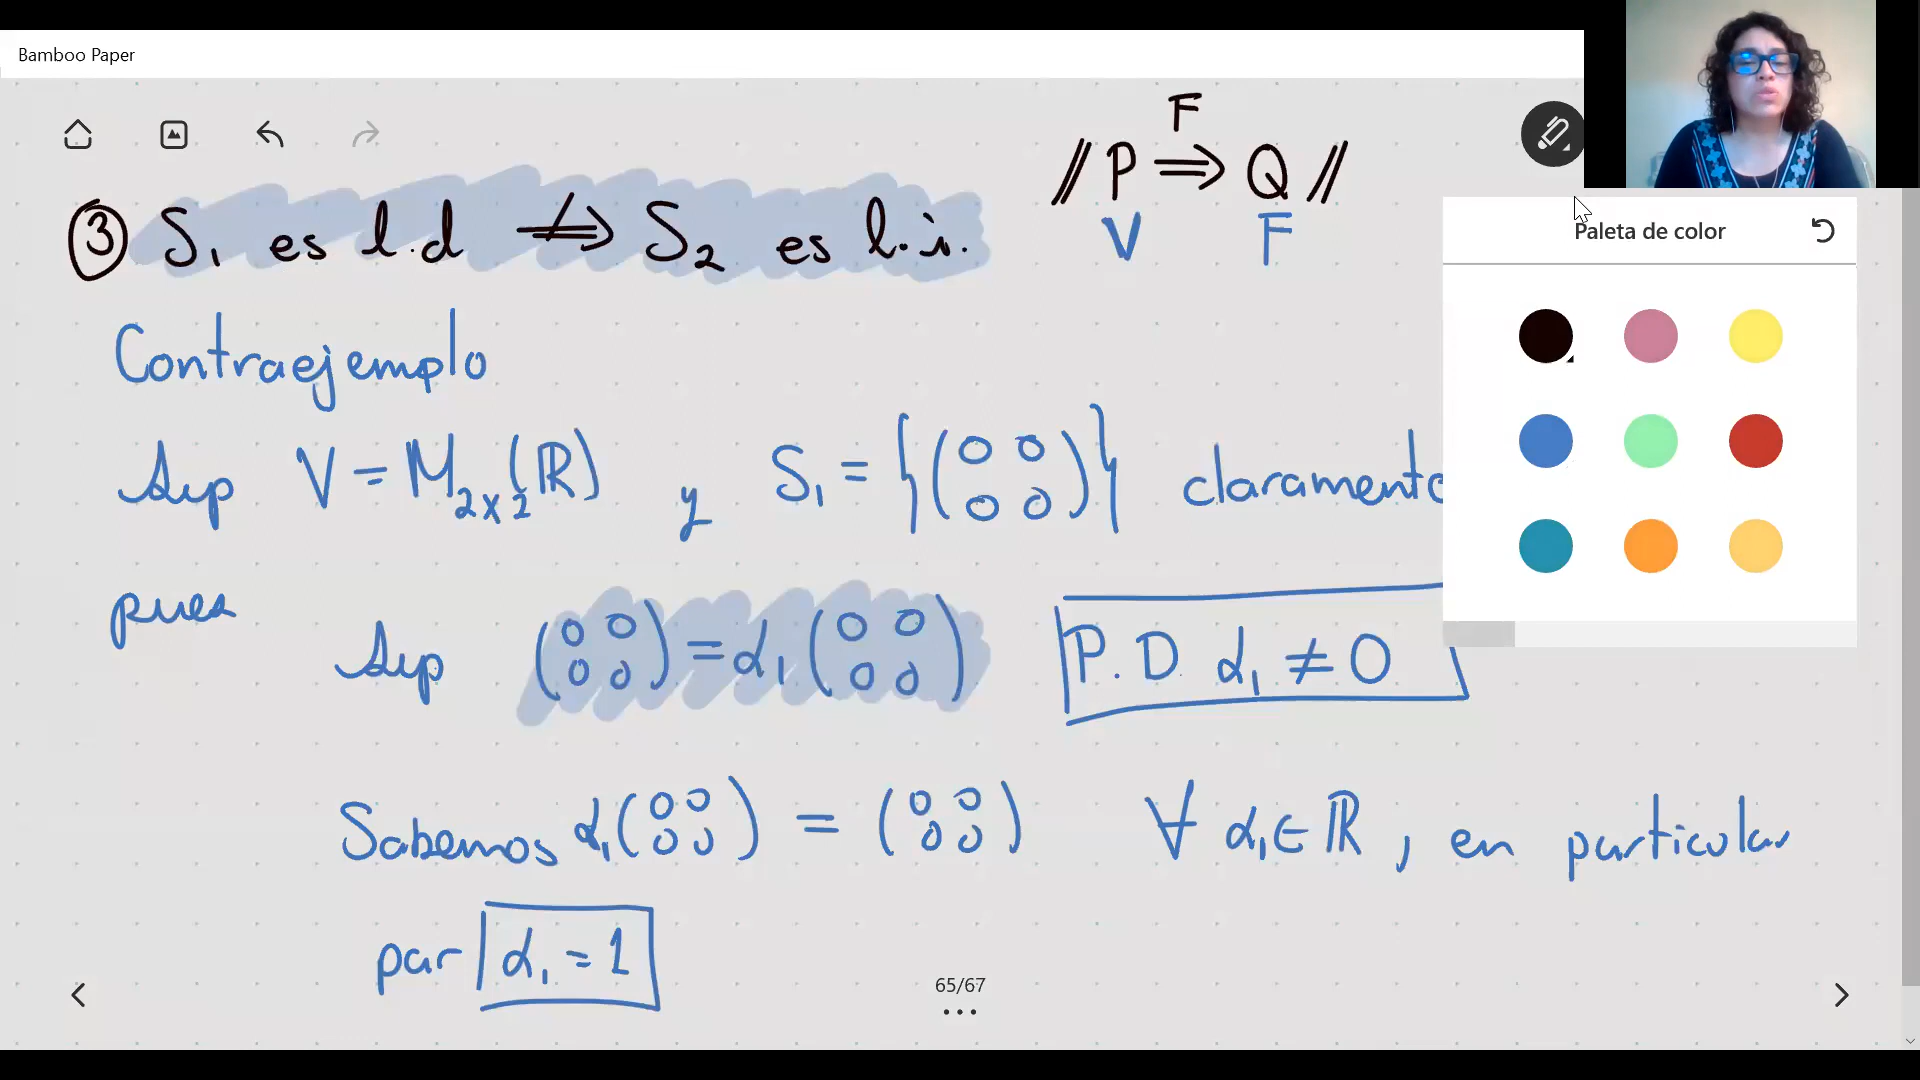 Bamboo Paper
F
// P ⟹ Q //
V F
③ S₁ es l.d ⇏ S₂ es l.i.
Paleta de color
Contraejemplo
Sup V = M₂ₓ₂(ℝ) y S₁ = {(0 0 0 0)} claramente
pues Sup (0 0 0 0) = α₁ (0 0 0 0) P.D. α₁ ≠ 0
Sabemos α₁(0 0 0 0) = (0 0 0 0) ∀ α₁ ∈ ℝ, en particular
par α₁ = 1
65/67